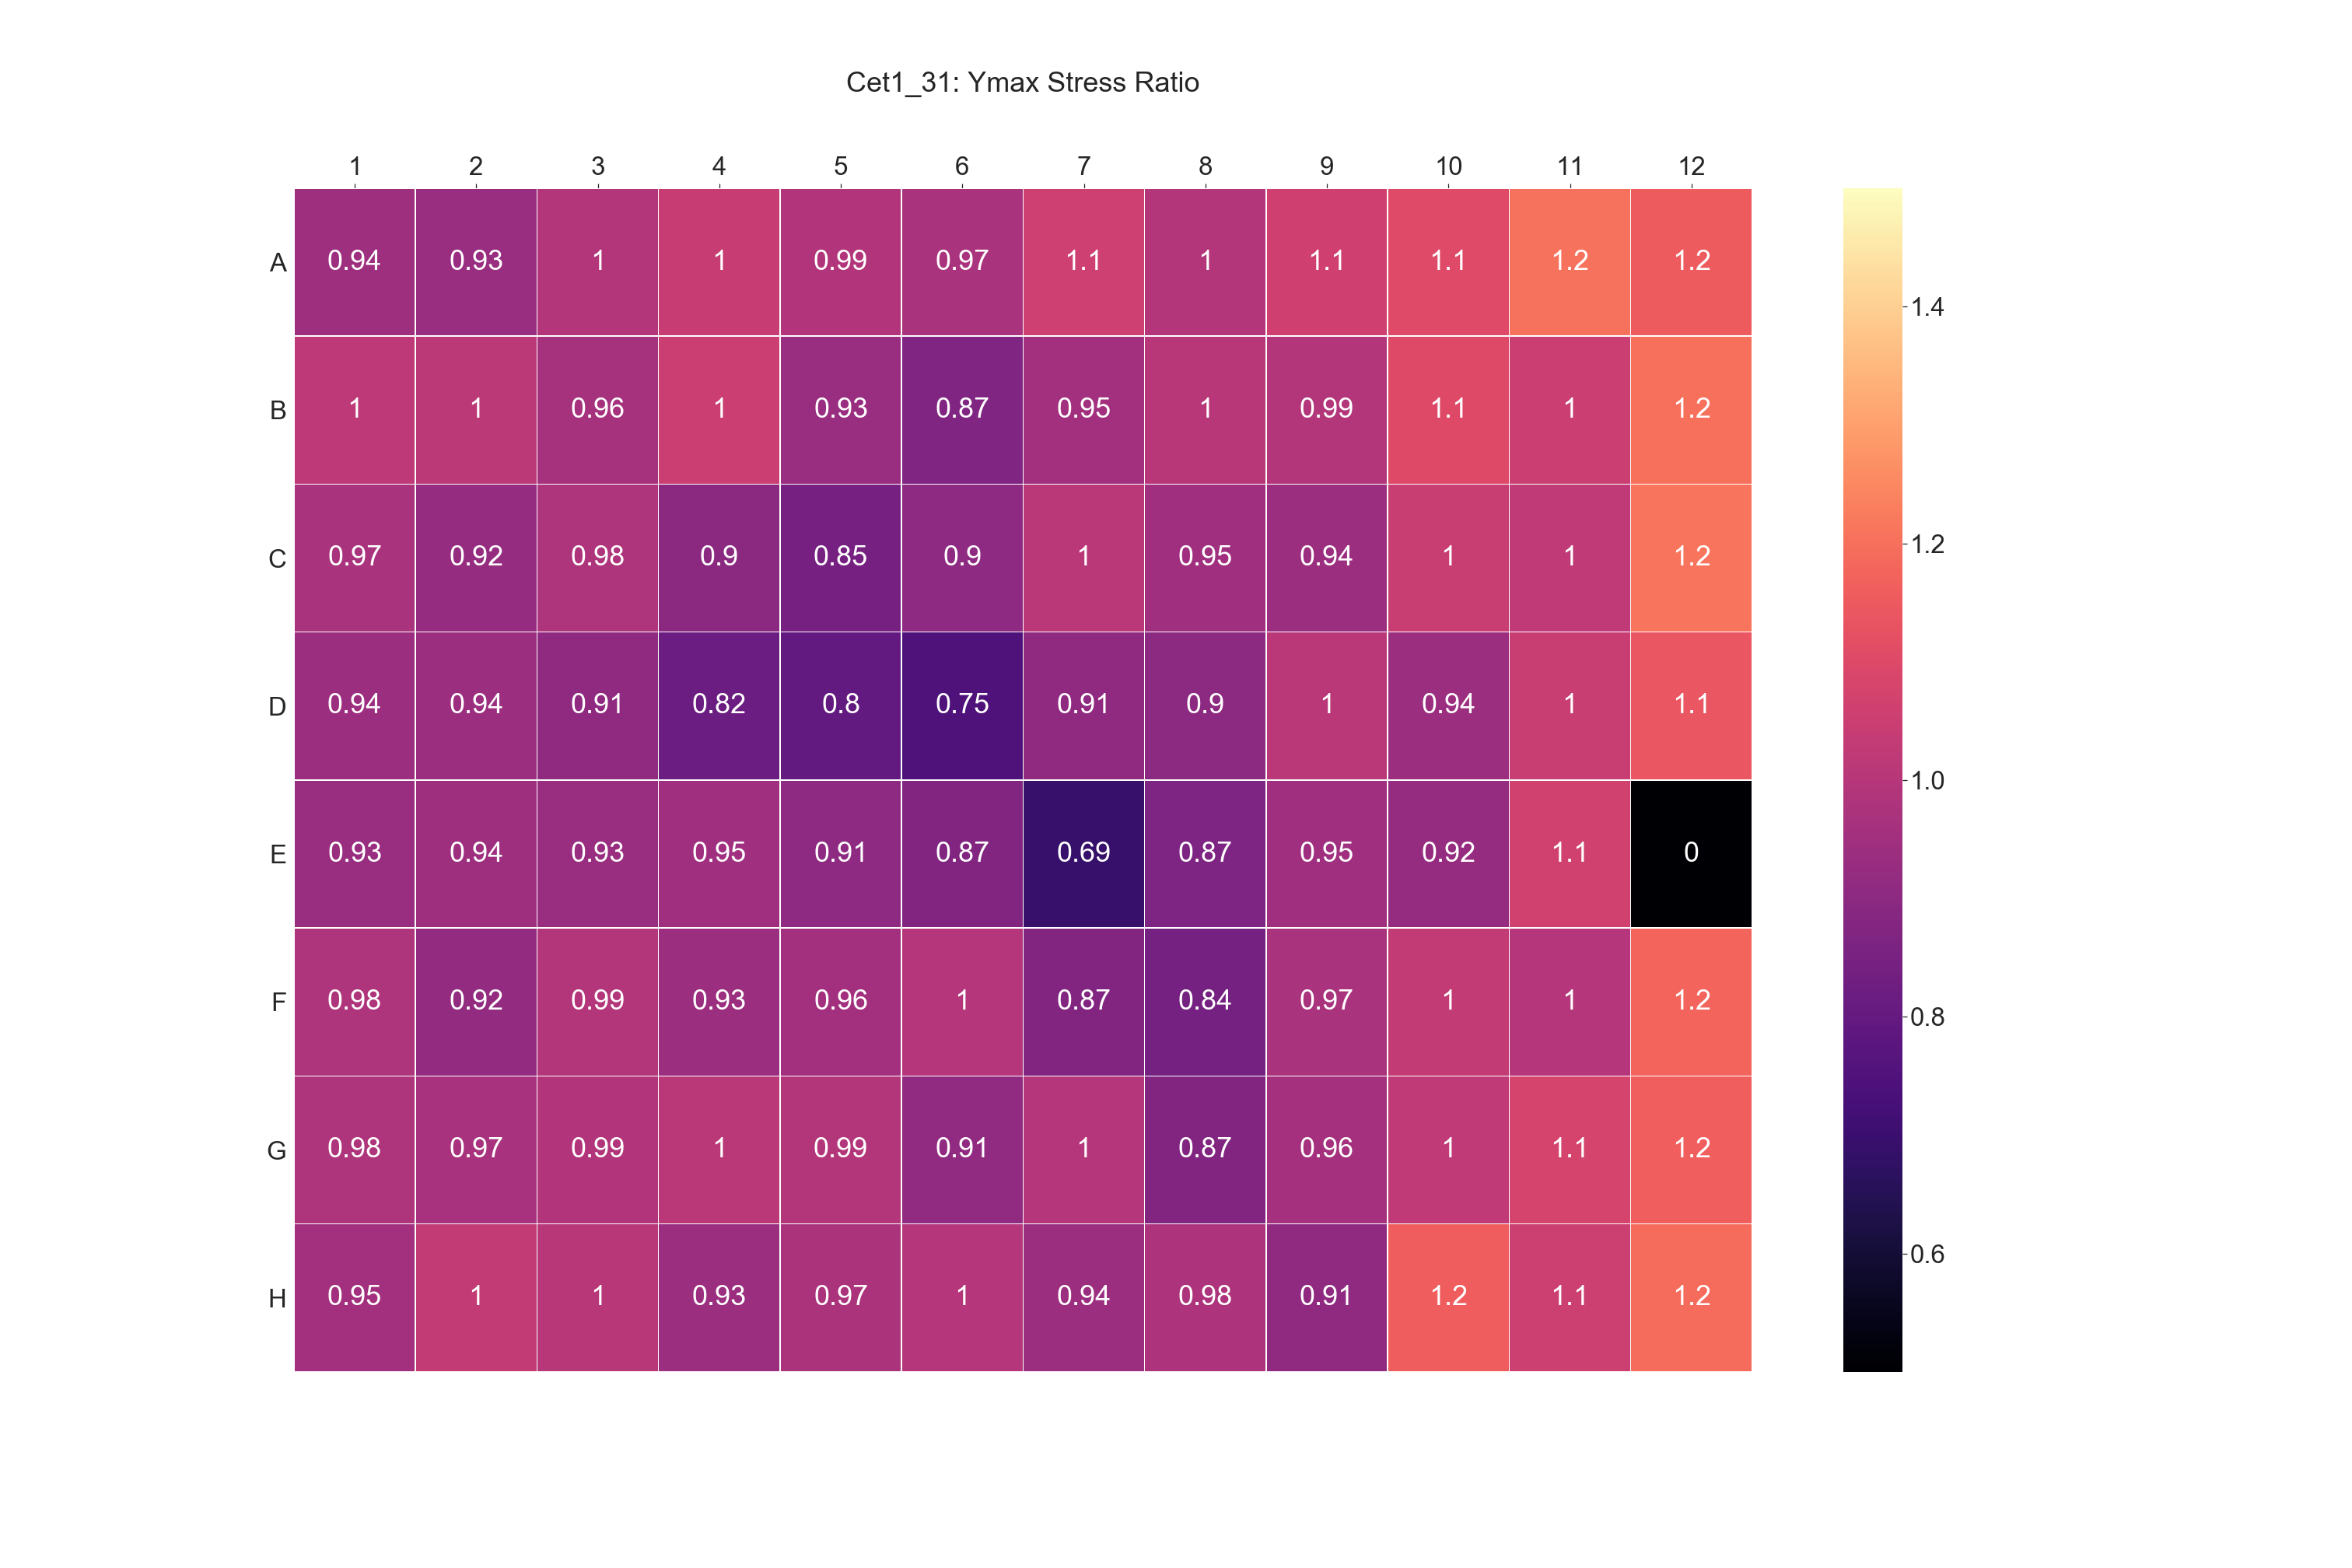 Cet1_31: Ymax Stress Ratio
1 2 3 4 5 6 7 8 9 10 11 12
A 0.94 0.93 1 1 0.99 0.97 1.1 1 1.1 1.1 1.2 1.2
B 1 1 0.96 1 0.93 0.87 0.95 1 0.99 1.1 1 1.2
C 0.97 0.92 0.98 0.9 0.85 0.9 1 0.95 0.94 1 1 1.2
D 0.94 0.94 0.91 0.82 0.8 0.75 0.91 0.9 1 0.94 1 1.1
E 0.93 0.94 0.93 0.95 0.91 0.87 0.69 0.87 0.95 0.92 1.1 0
F 0.98 0.92 0.99 0.93 0.96 1 0.87 0.84 0.97 1 1 1.2
G 0.98 0.97 0.99 1 0.99 0.91 1 0.87 0.96 1 1.1 1.2
H 0.95 1 1 0.93 0.97 1 0.94 0.98 0.91 1.2 1.1 1.2
1.4
1.2
1.0
0.8
0.6